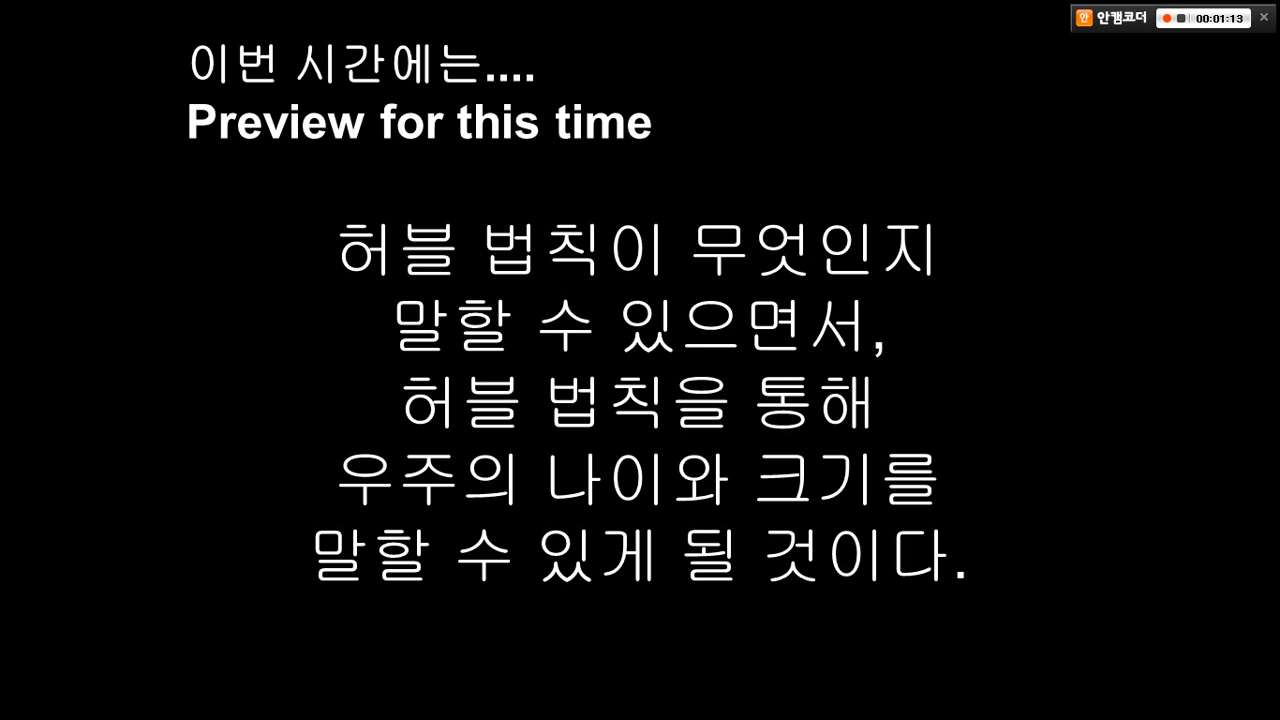 안캠코더 00:01:13
이번 시간에는....
Preview for this time
허블 법칙이 무엇인지
말할 수 있으면서,
허블 법칙을 통해
우주의 나이와 크기를
말할 수 있게 될 것이다.